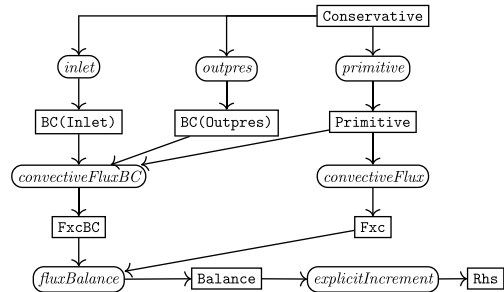 Conservative
inlet
outpres
primitive
BC(Inlet)
BC(Outpres)
Primitive
convectiveFluxBC
convectiveFlux
FxcBC
Fxc
fluxBalance
Balance
explicitIncrement
Rhs